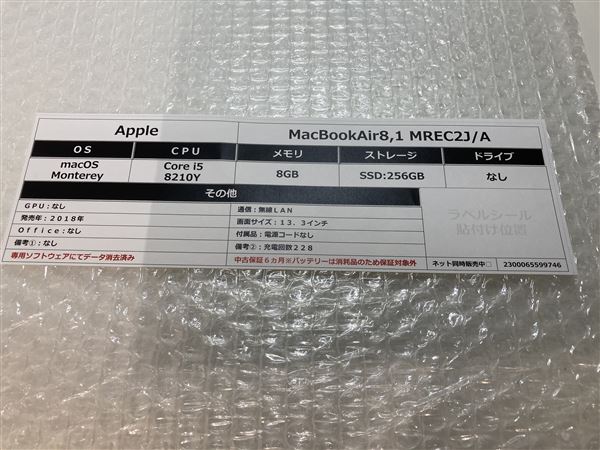 Apple MacBookAir8,1 MREC2J/A
OS CPU メモリ ストレージ ドライブ
macOS Monterey Core i5 8210Y 8GB SSD:256GB なし
その他
GPU:なし 通信:無線LAN
発売年:2018年 画面サイズ:13.3インチ
Office:なし 付属品:電源コードなし
備考①:なし 備考②:充電回数228
ラベルシール
貼付け位置
専用ソフトウェアにてデータ消去済み 中古保証6ヵ月※バッテリーは消耗品のため保証対象外 ネット同時販売中□ 2300065599746